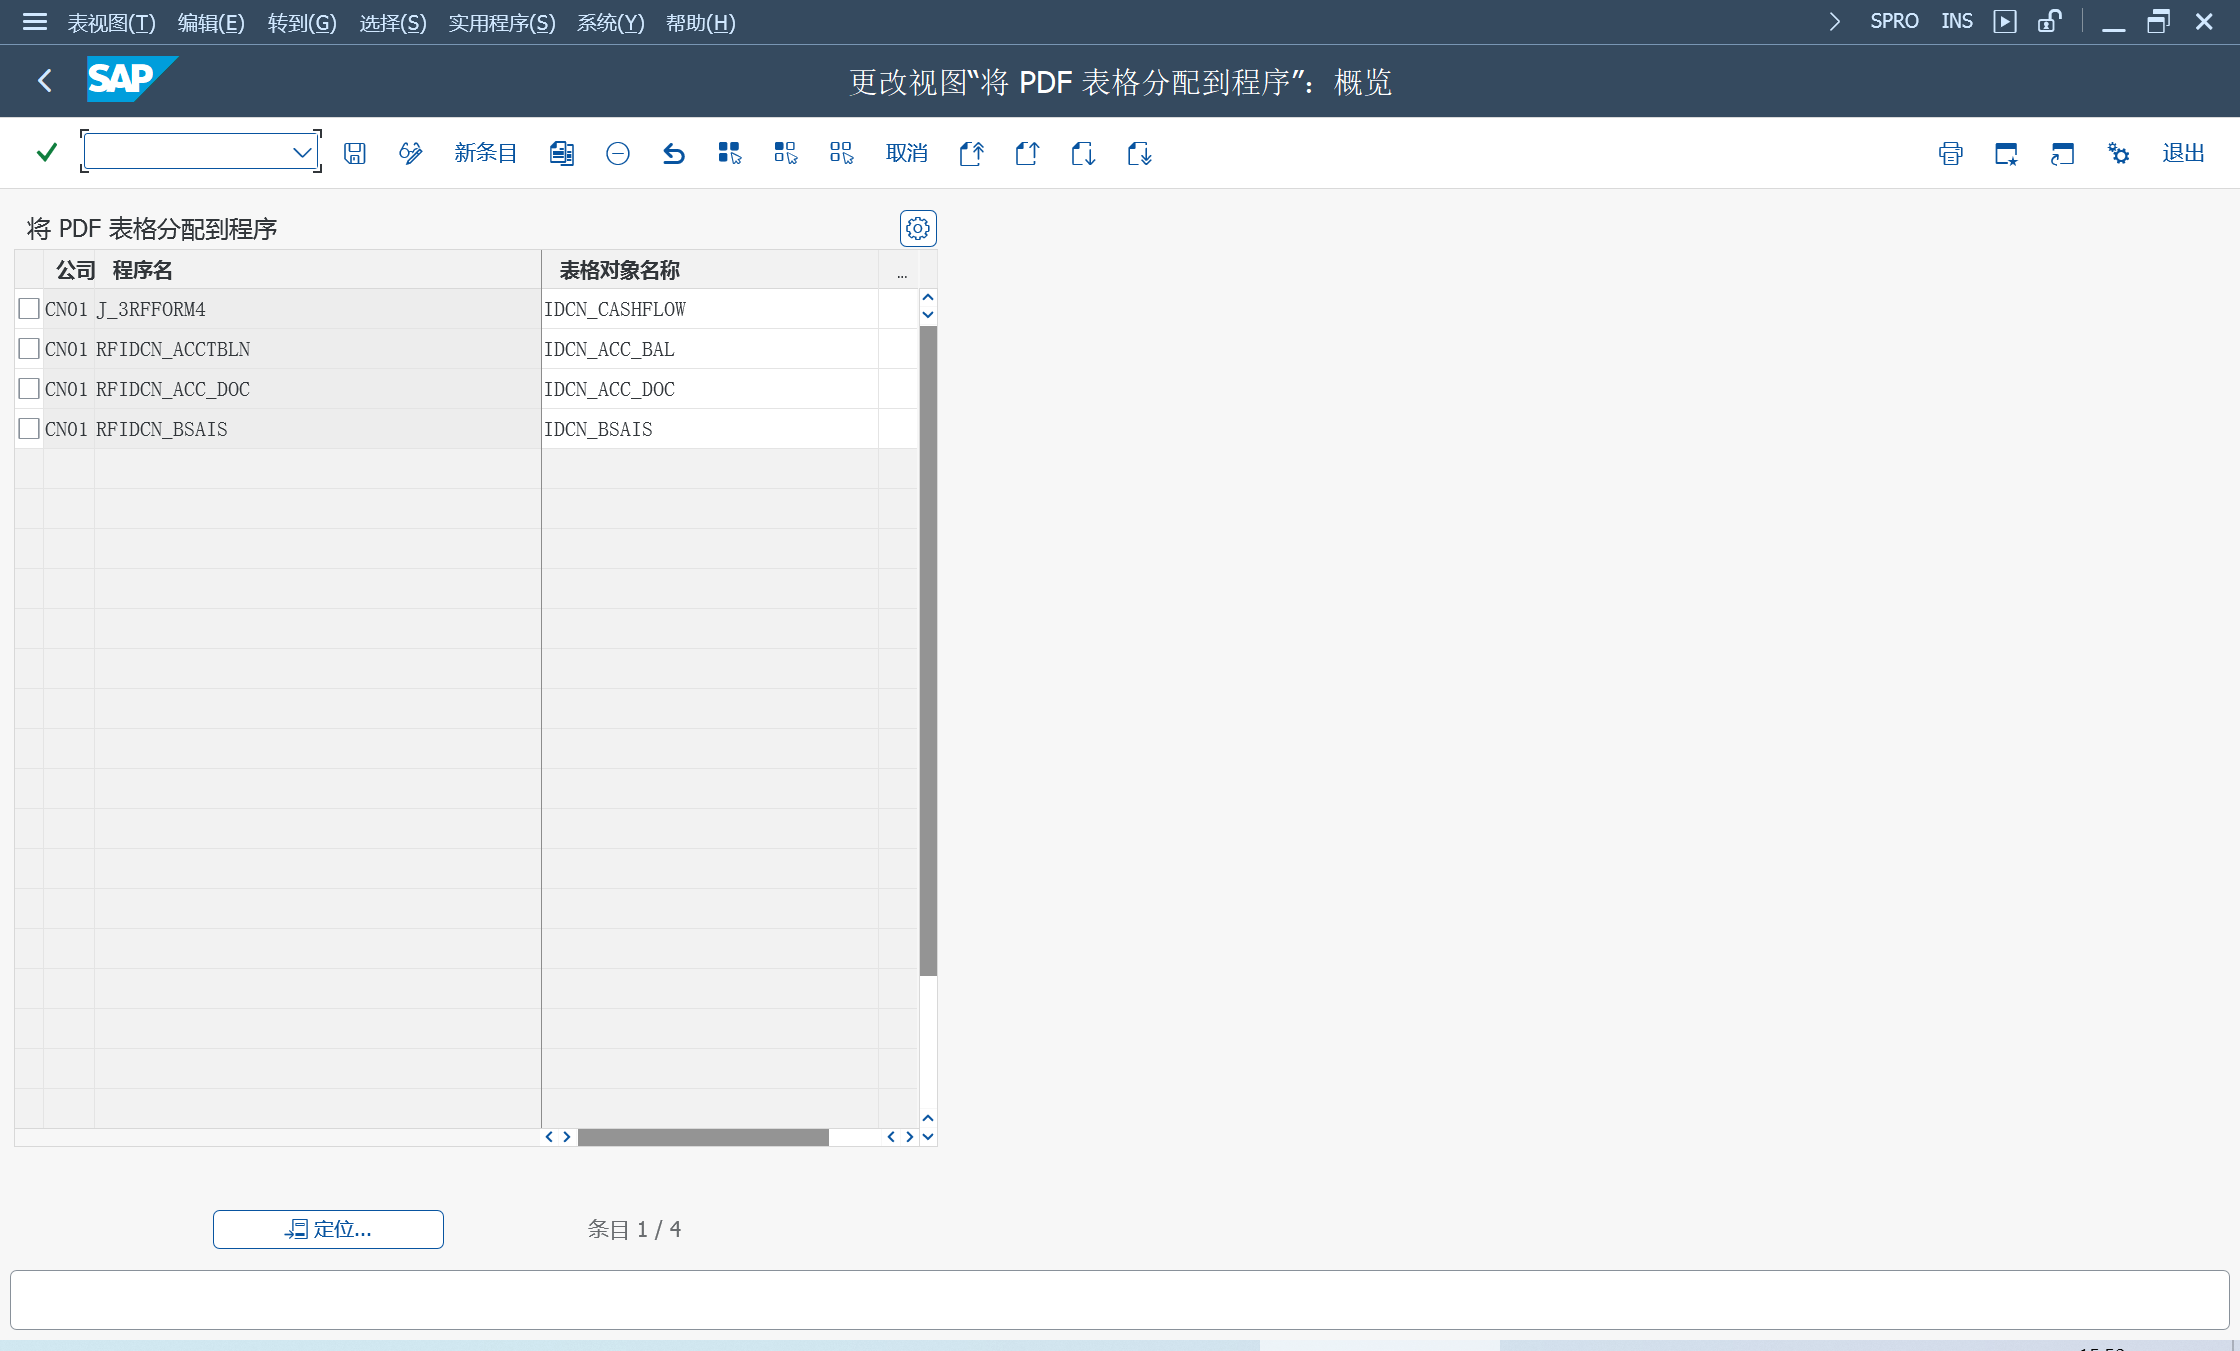 表视图(T) 编辑(E) 转到(G) 选择(S) 实用程序(S) 系统(Y) 帮助(H) SPRO INS
SAP 更改视图“将 PDF 表格分配到程序”：概览
新条目 取消 退出
将 PDF 表格分配到程序
公司 程序名 表格对象名称 ...
CN01 J_3RFFORM4 IDCN_CASHFLOW
CN01 RFIDCN_ACCTBLN IDCN_ACC_BAL
CN01 RFIDCN_ACC_DOC IDCN_ACC_DOC
CN01 RFIDCN_BSAIS IDCN_BSAIS
定位... 条目 1 / 4